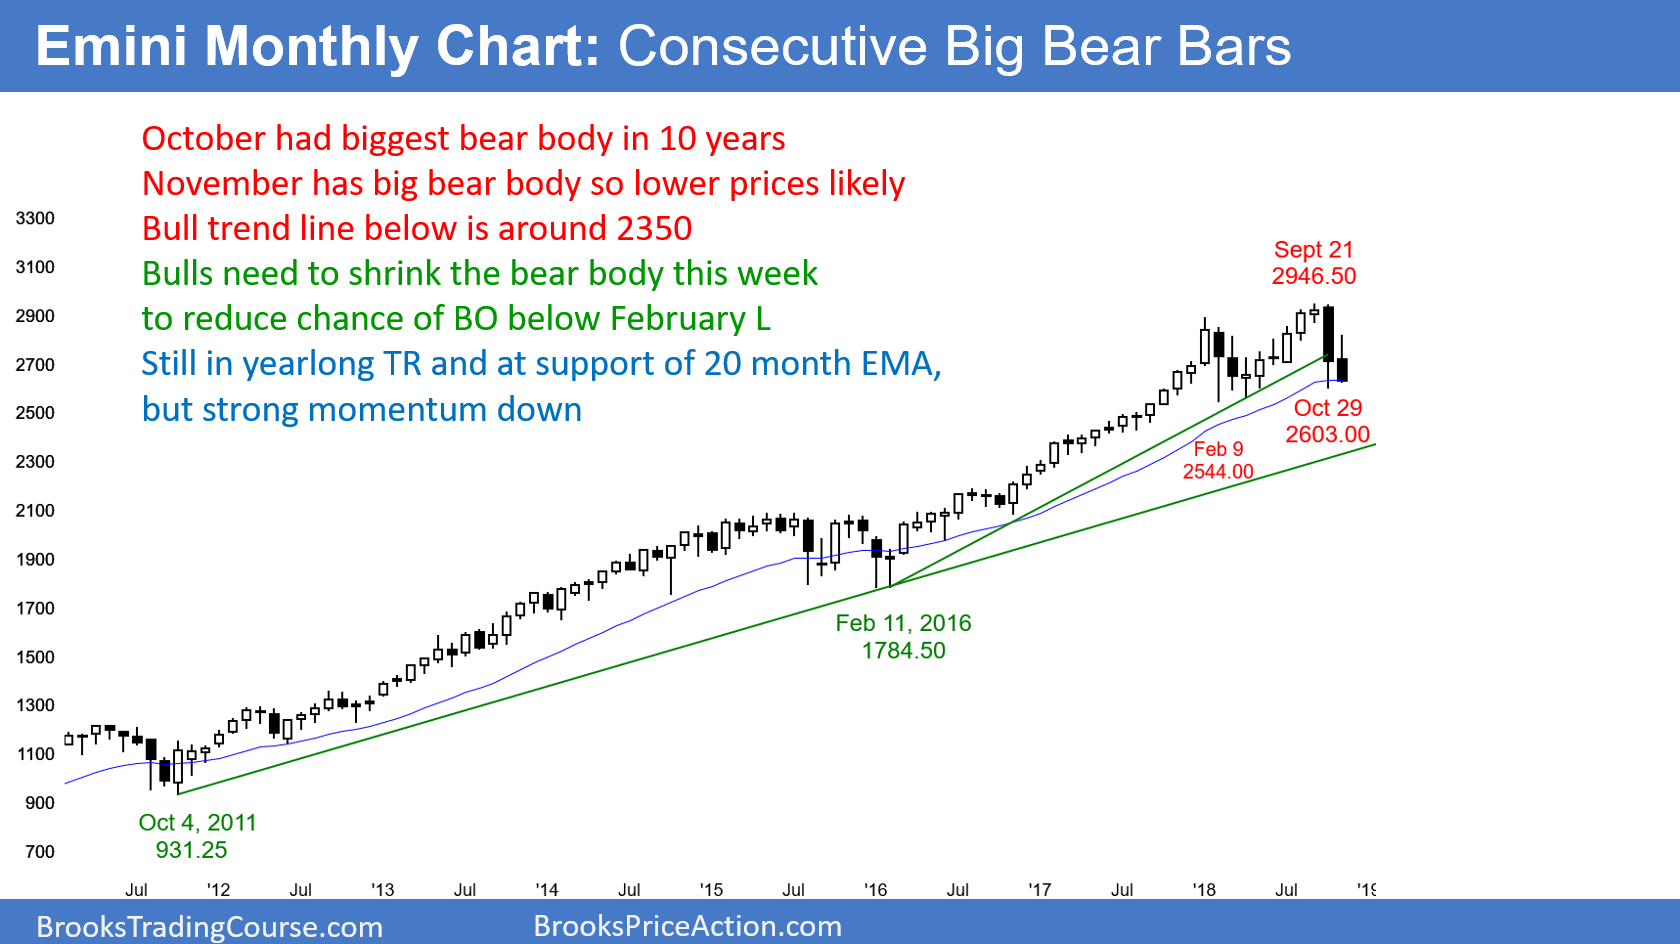 Emini Monthly Chart: Consecutive Big Bear Bars
October had biggest bear body in 10 years
November has big bear body so lower prices likely
Bull trend line below is around 2350
Bulls need to shrink the bear body this week
to reduce chance of BO below February L
Still in yearlong TR and at support of 20 month EMA,
but strong momentum down
3300
3100
2900
2700
2500
2300
2100
1900
1700
1500
1300
1100
900
700
Sept 21
2946.50
Oct 29
2603.00
Feb 9
2544.00
Feb 11, 2016
1784.50
Oct 4, 2011
931.25
Jul '12 Jul '13 Jul '14 Jul '15 Jul '16 Jul '17 Jul '18 Jul '19
BrooksTradingCourse.com BrooksPriceAction.com